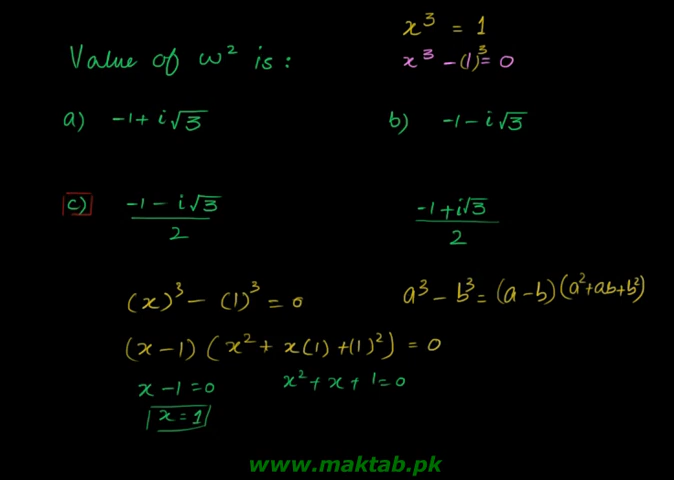 x³ = 1
Value of ω² is :
x³ - (1)³ = 0
a) -1 + i√3
b) -1 - i√3
c) (-1 - i√3)/2
(-1 + i√3)/2
(x)³ - (1)³ = 0
a³ - b³ = (a-b)(a²+ab+b²)
(x-1) (x² + x(1) + (1)²) = 0
x - 1 = 0
x² + x + 1 = 0
x = 1
www.maktab.pk